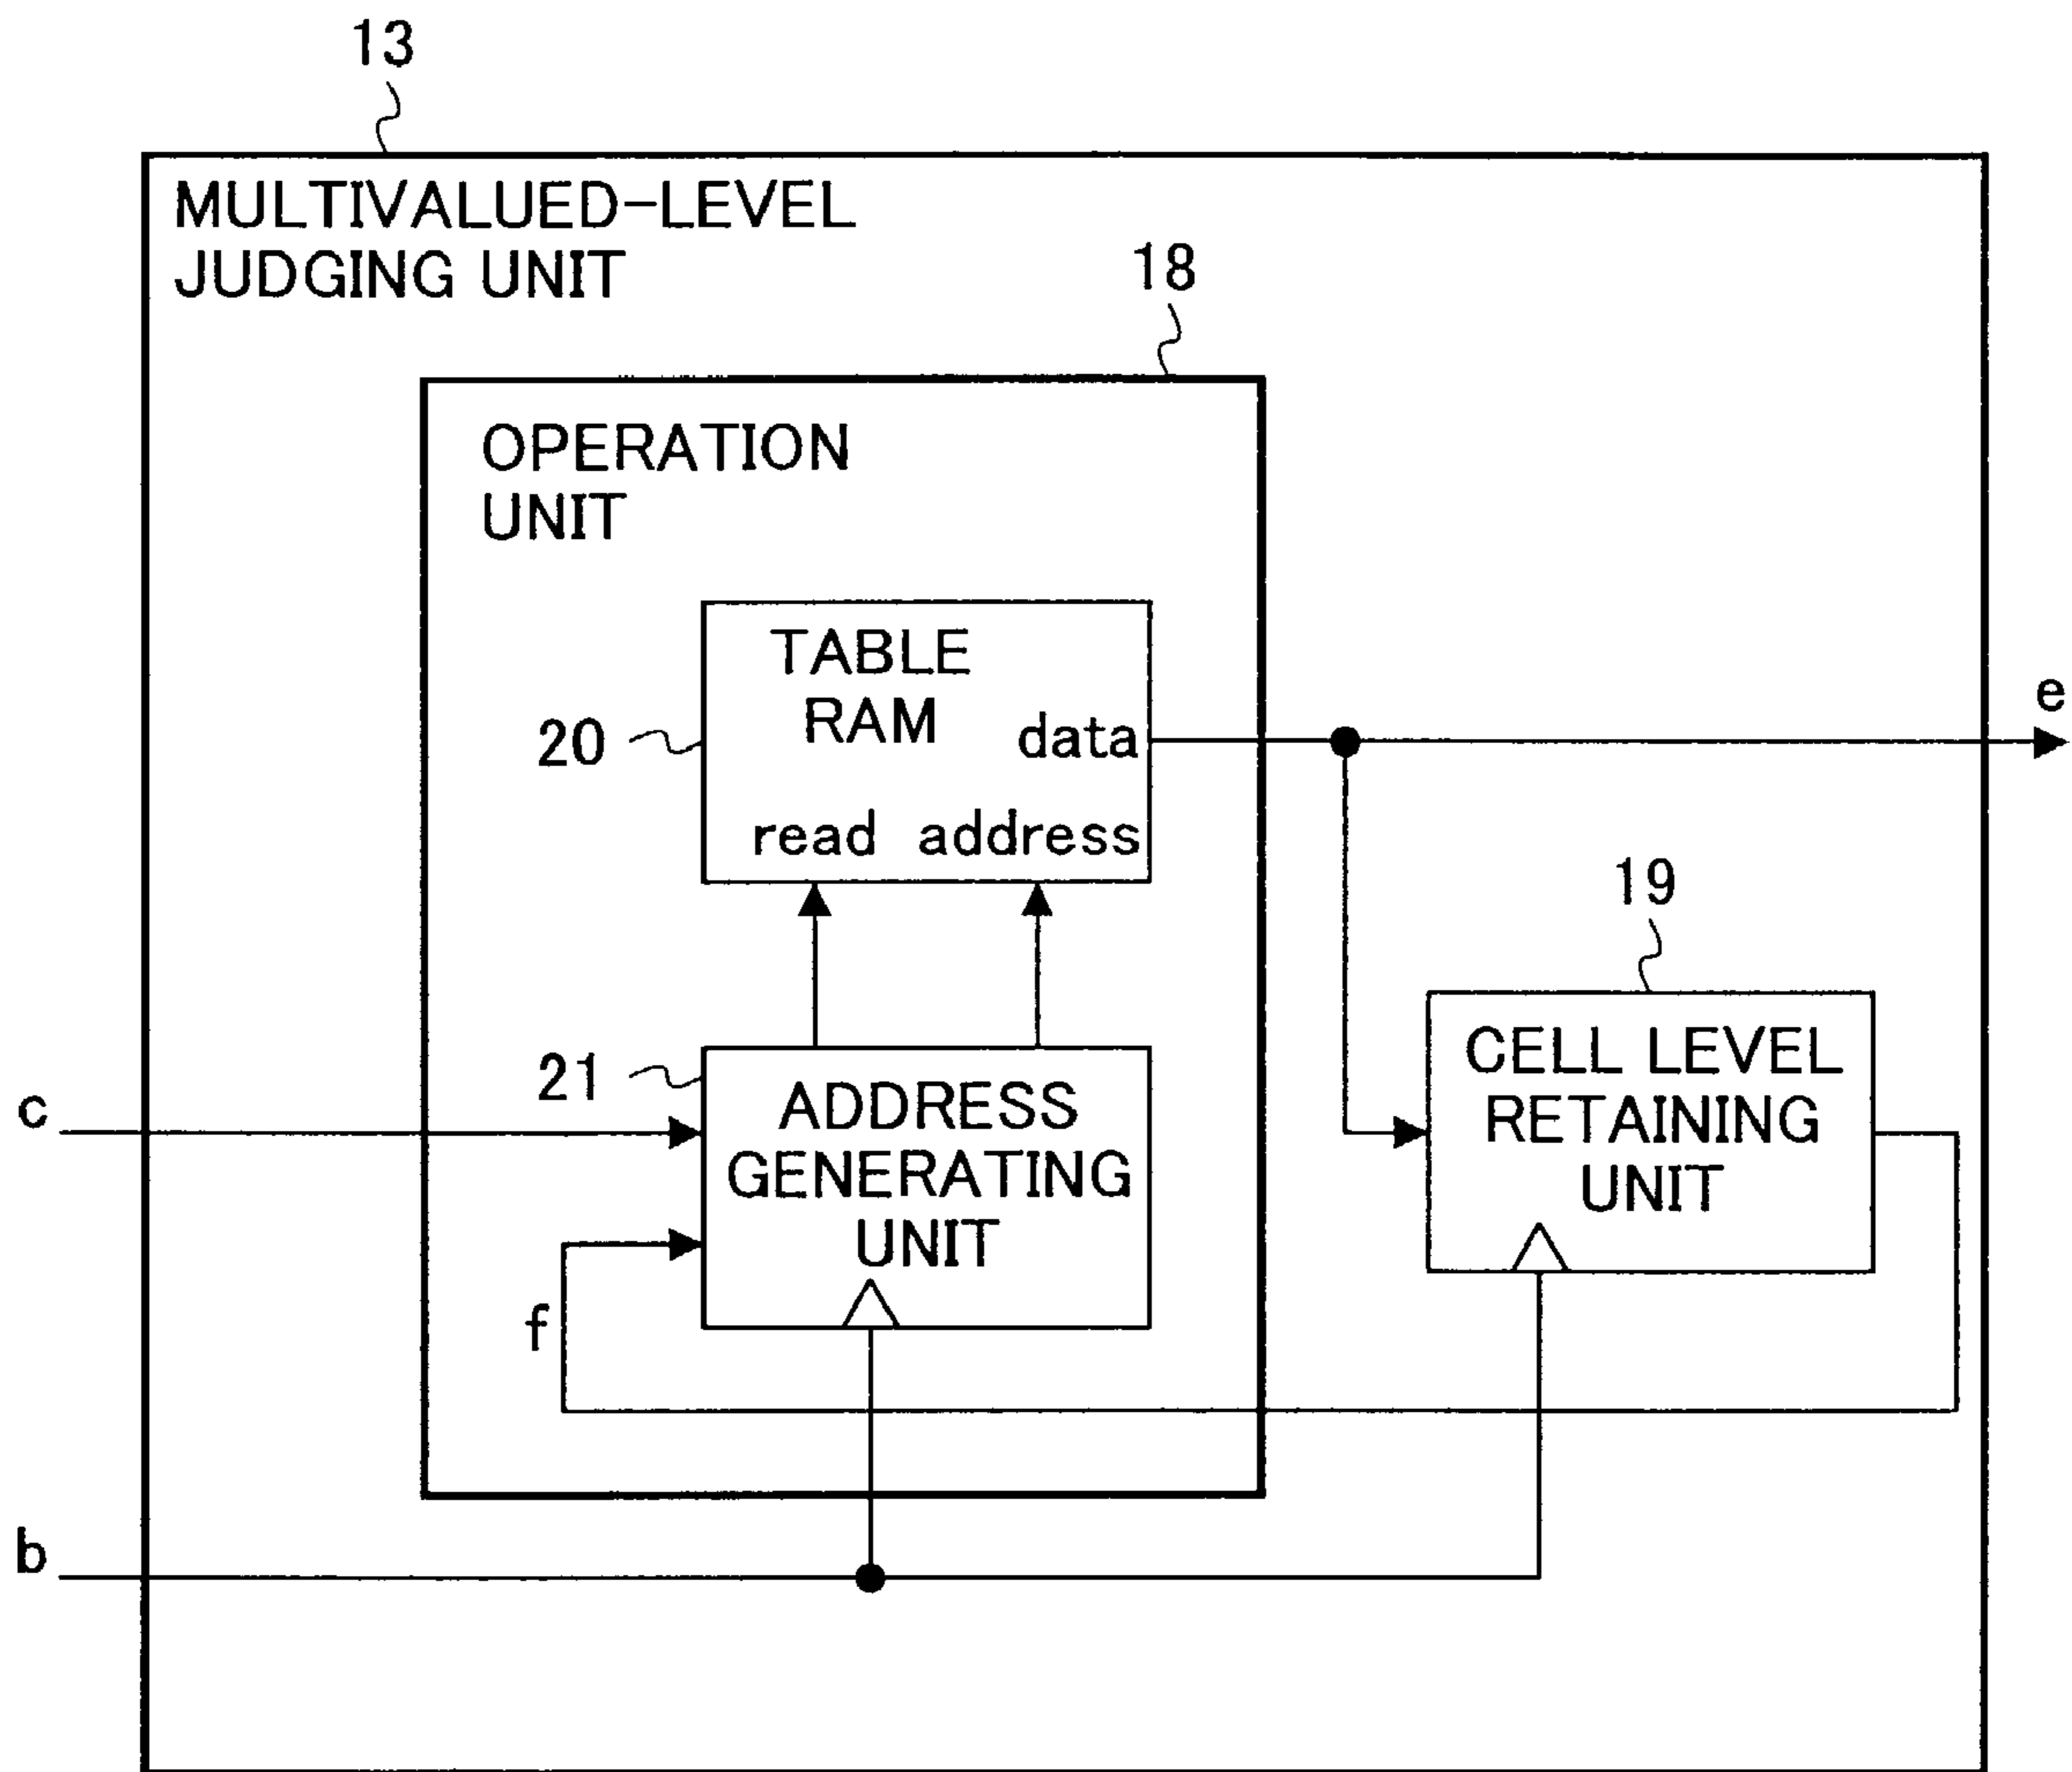 13
MULTIVALUED-LEVEL
JUDGING UNIT
18
OPERATION
UNIT
TABLE
RAM
20
data
e
read address
19
21
CELL LEVEL
RETAINING
UNIT
c
ADDRESS
GENERATING
UNIT
f
b